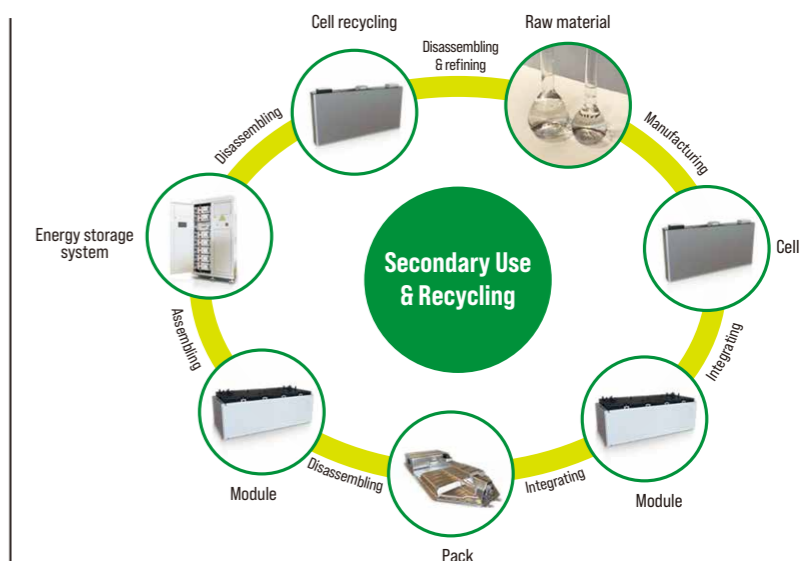 Cell recycling
Disassembling
& refining
Raw material
Manufacturing
Cell
Integrating
Module
Integrating
Pack
Disassembling
Module
Assembling
Energy storage
system
Disassembling
Secondary Use
& Recycling